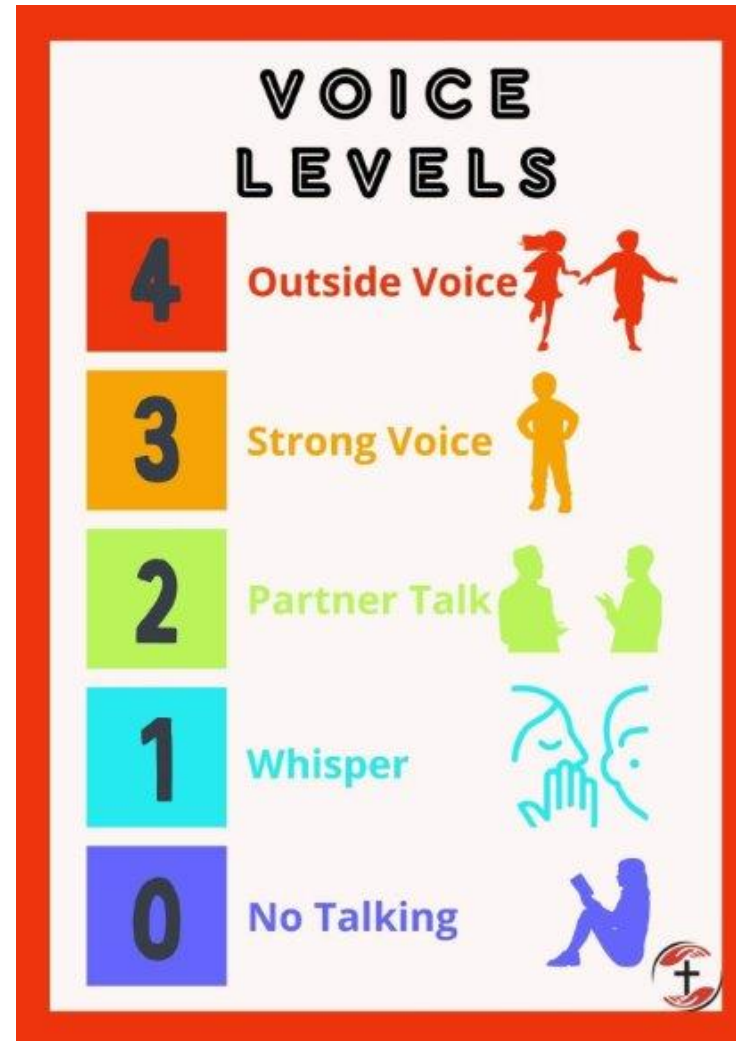 VOICE
LEVELS
4
Outside Voice
3
Strong Voice
2
Partner Talk
1
Whisper
0
No Talking